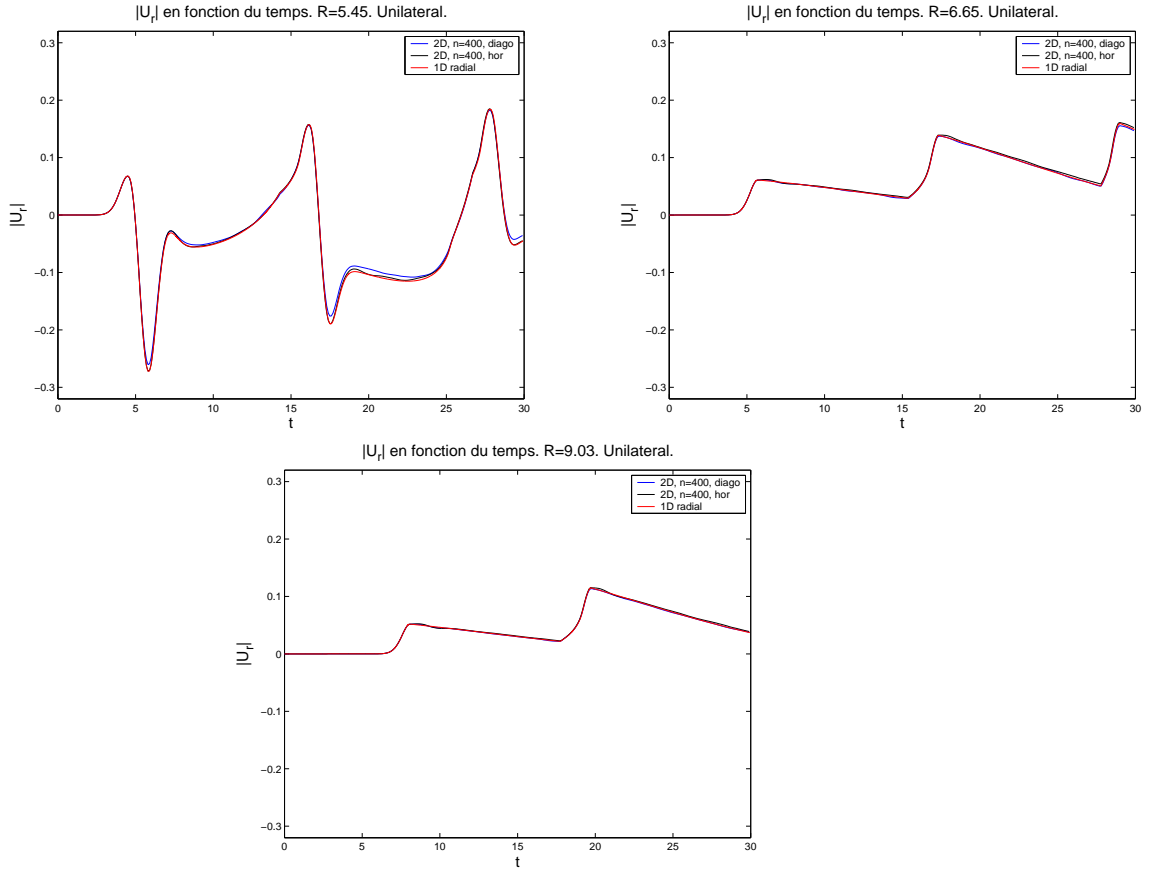 |U_r| en fonction du temps. R=5.45. Unilateral.
0.3
0.2
0.1
0
−0.1
−0.2
−0.3
|U_r|
0
5
10
15
20
25
30
t
2D, n=400, diago
2D, n=400, hor
1D radial
|U_r| en fonction du temps. R=6.65. Unilateral.
0.3
0.2
0.1
0
−0.1
−0.2
−0.3
|U_r|
0
5
10
15
20
25
30
t
2D, n=400, diago
2D, n=400, hor
1D radial
|U_r| en fonction du temps. R=9.03. Unilateral.
0.3
0.2
0.1
0
−0.1
−0.2
−0.3
|U_r|
0
5
10
15
20
25
30
t
2D, n=400, diago
2D, n=400, hor
1D radial